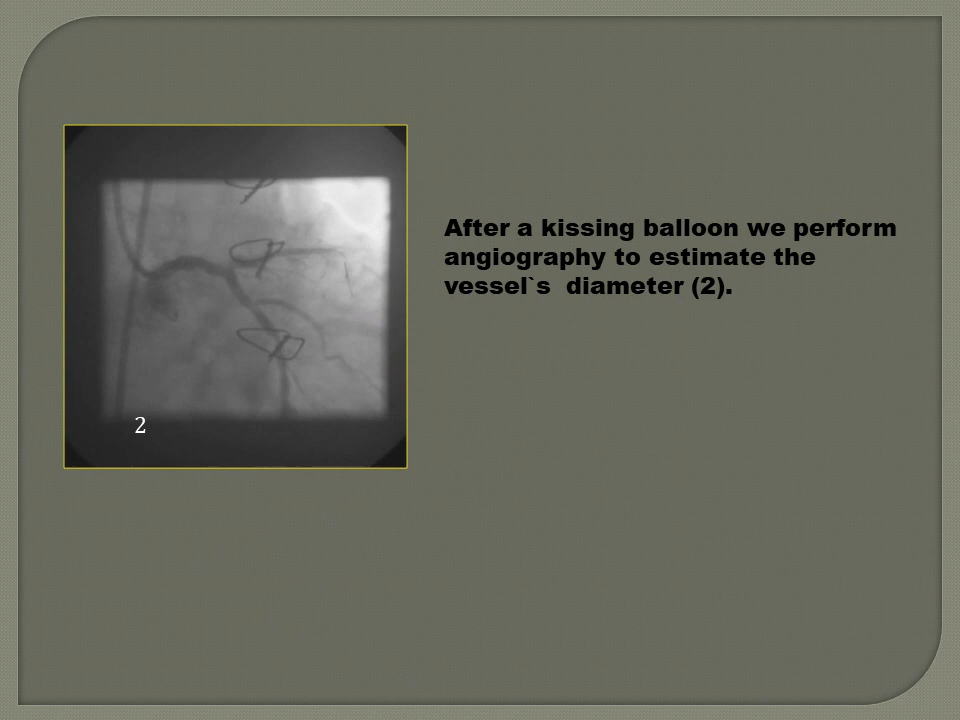 After a kissing balloon we perform
angiography to estimate the
vessel`s  diameter (2).
2